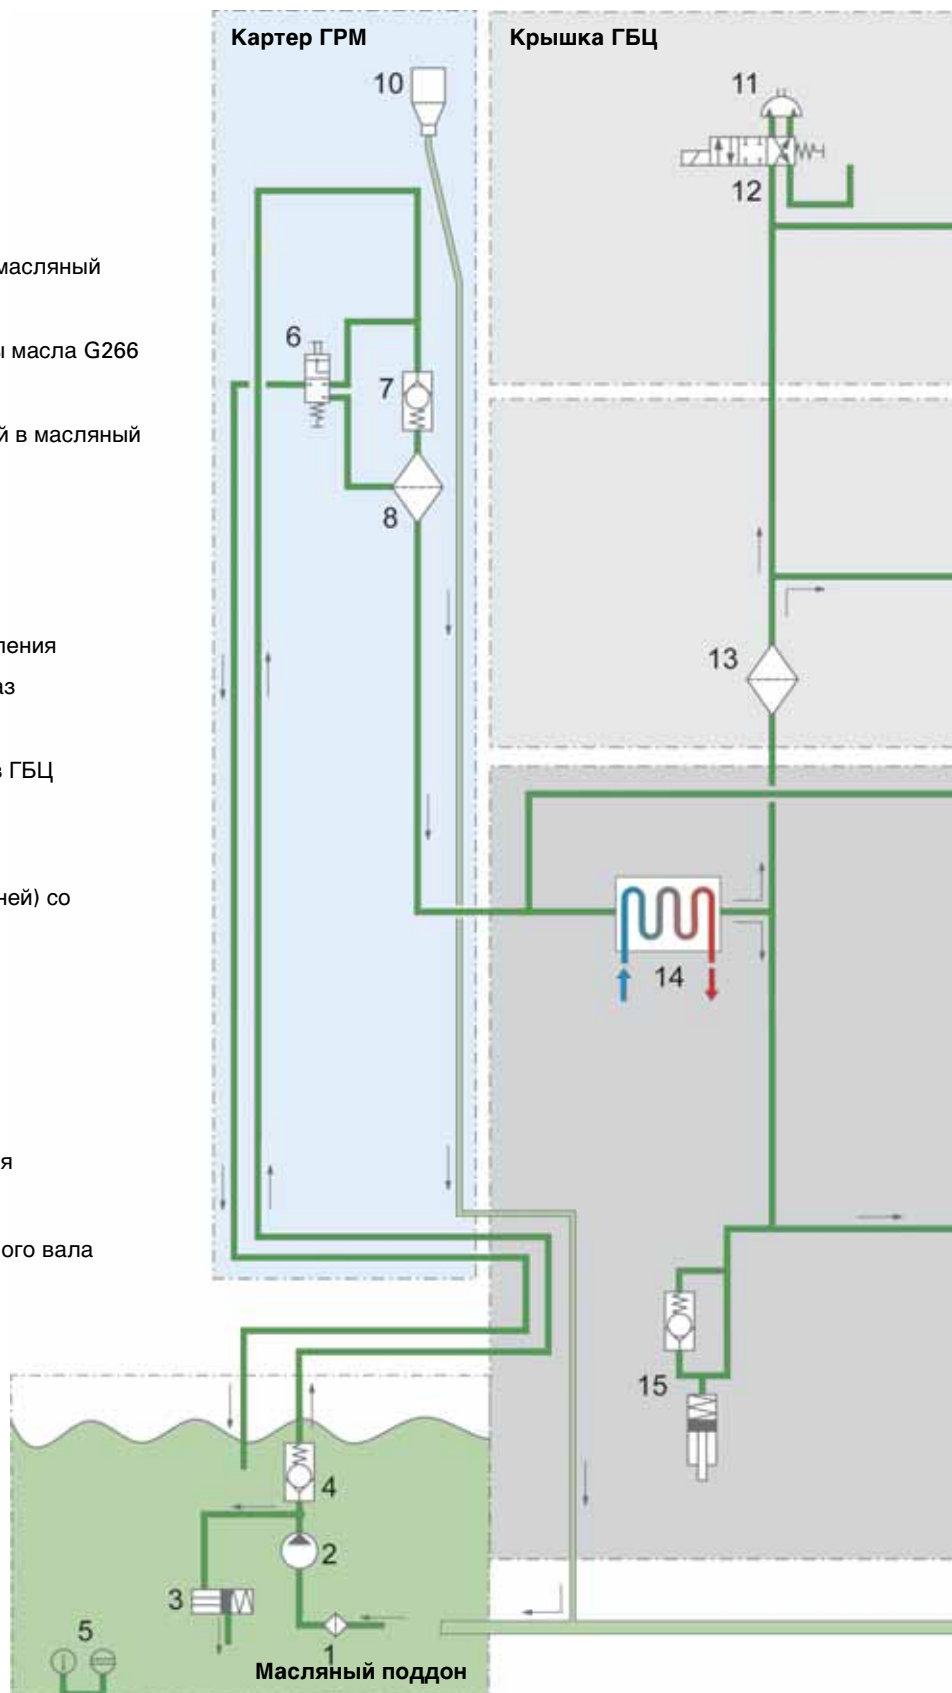 Картер ГРМ
Крышка ГБЦ
10
11
12
масляный
6
ы масла G266
7
й в масляный
8
ления
13
аз
в ГБЦ
ней) со
14
я
ого вала
15
4
2
3
5
1
Масляный поддон